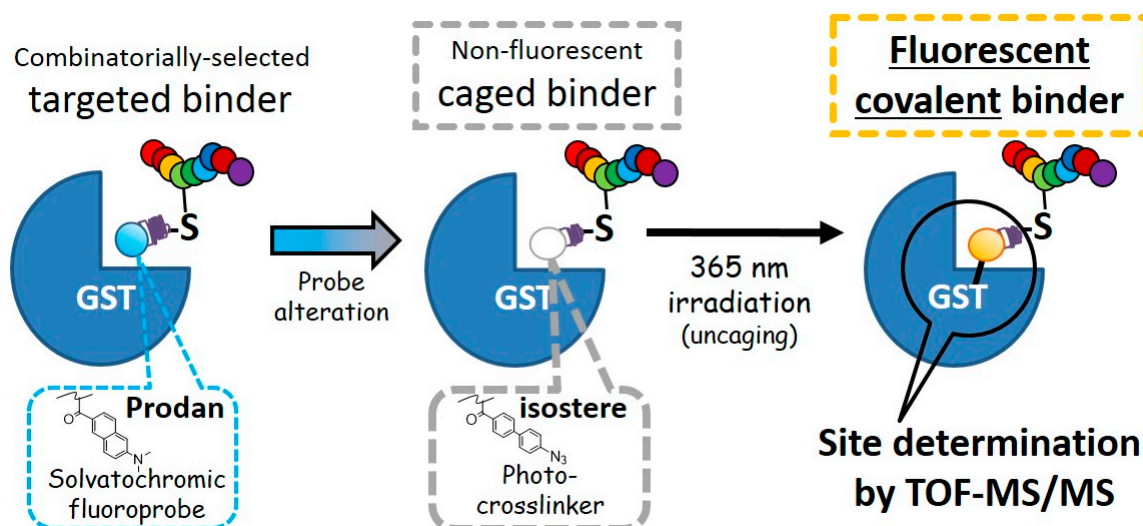 Combinatorially-selected
targeted binder
S
GST
Prodan
O
N
Solvatochromic
fluoroprobe
Probe
alteration
Non-fluorescent
caged binder
S
GST
isostere
O
N₃
Photo-
crosslinker
365 nm
irradiation
(uncaging)
Fluorescent
covalent binder
S
GST
Site determination
by TOF-MS/MS